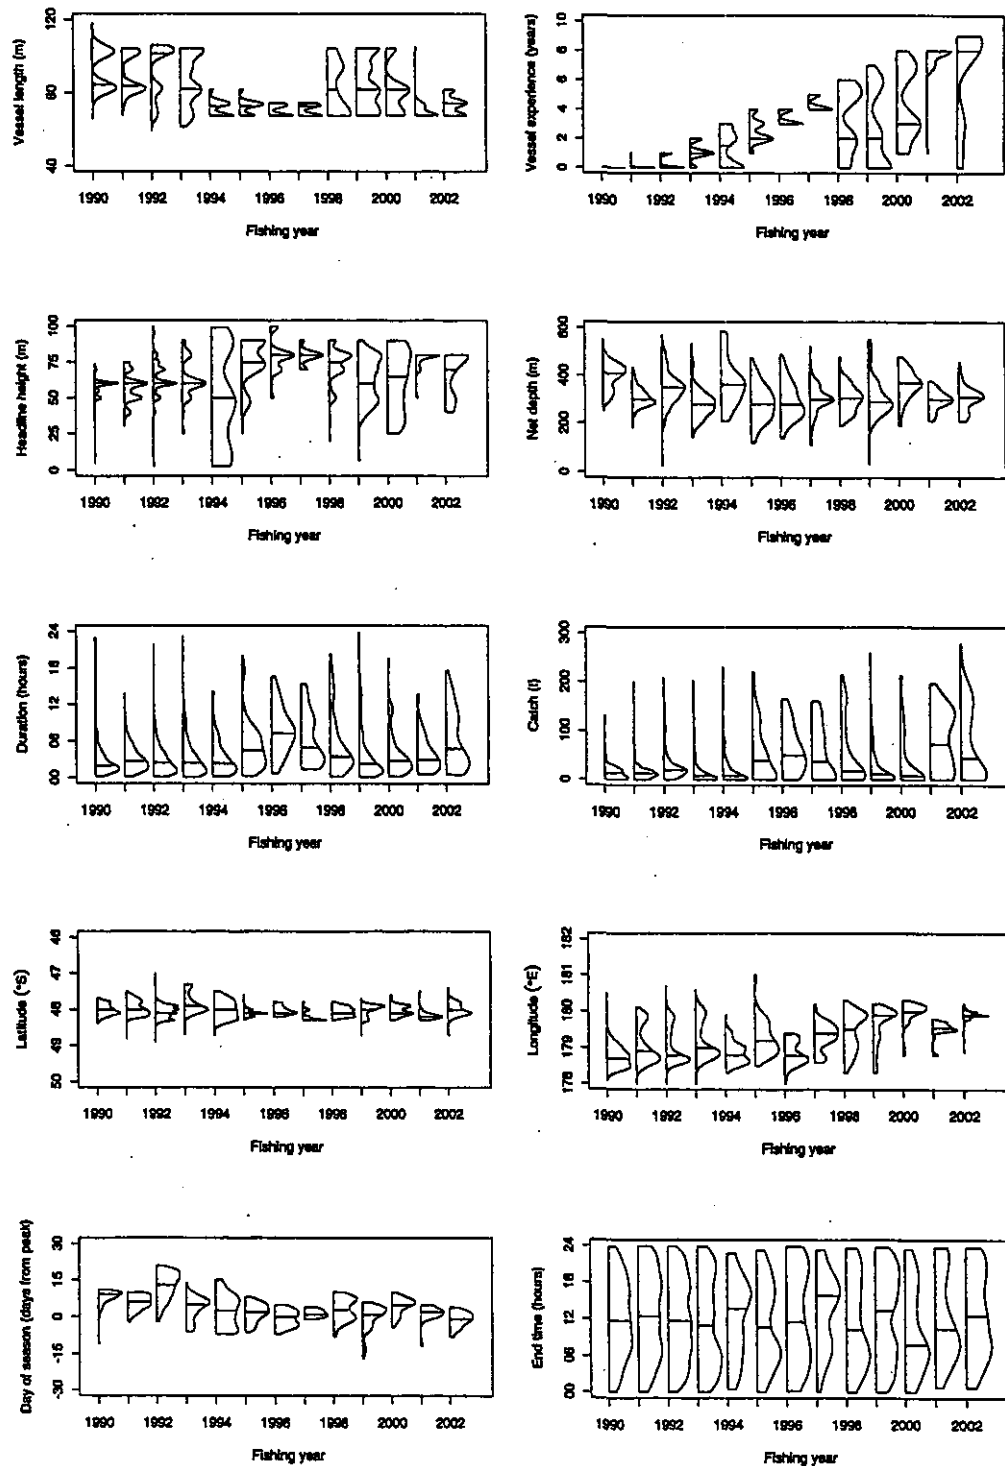 Vessel length (m)
40 80 120
1990 1992 1994 1996 1998 2000 2002
Fishing year
Vessel experience (years)
0 2 4 6 8 10
1990 1992 1994 1996 1998 2000 2002
Fishing year
Headline height (m)
0 25 50 75 100
1990 1992 1994 1996 1998 2000 2002
Fishing year
Net depth (m)
0 200 400 600
1990 1992 1994 1996 1998 2000 2002
Fishing year
Duration (hours)
00 06 12 18 24
1990 1992 1994 1996 1998 2000 2002
Fishing year
Catch (t)
0 100 200 300
1990 1992 1994 1996 1998 2000 2002
Fishing year
Latitude (°S)
50 49 48 47 46
1990 1992 1994 1996 1998 2000 2002
Fishing year
Longitude (°E)
178 179 180 181 182
1990 1992 1994 1996 1998 2000 2002
Fishing year
Day of season (days from peak)
-30 -15 0 15 30
1990 1992 1994 1996 1998 2000 2002
Fishing year
End time (hours)
00 06 12 18 24
1990 1992 1994 1996 1998 2000 2002
Fishing year